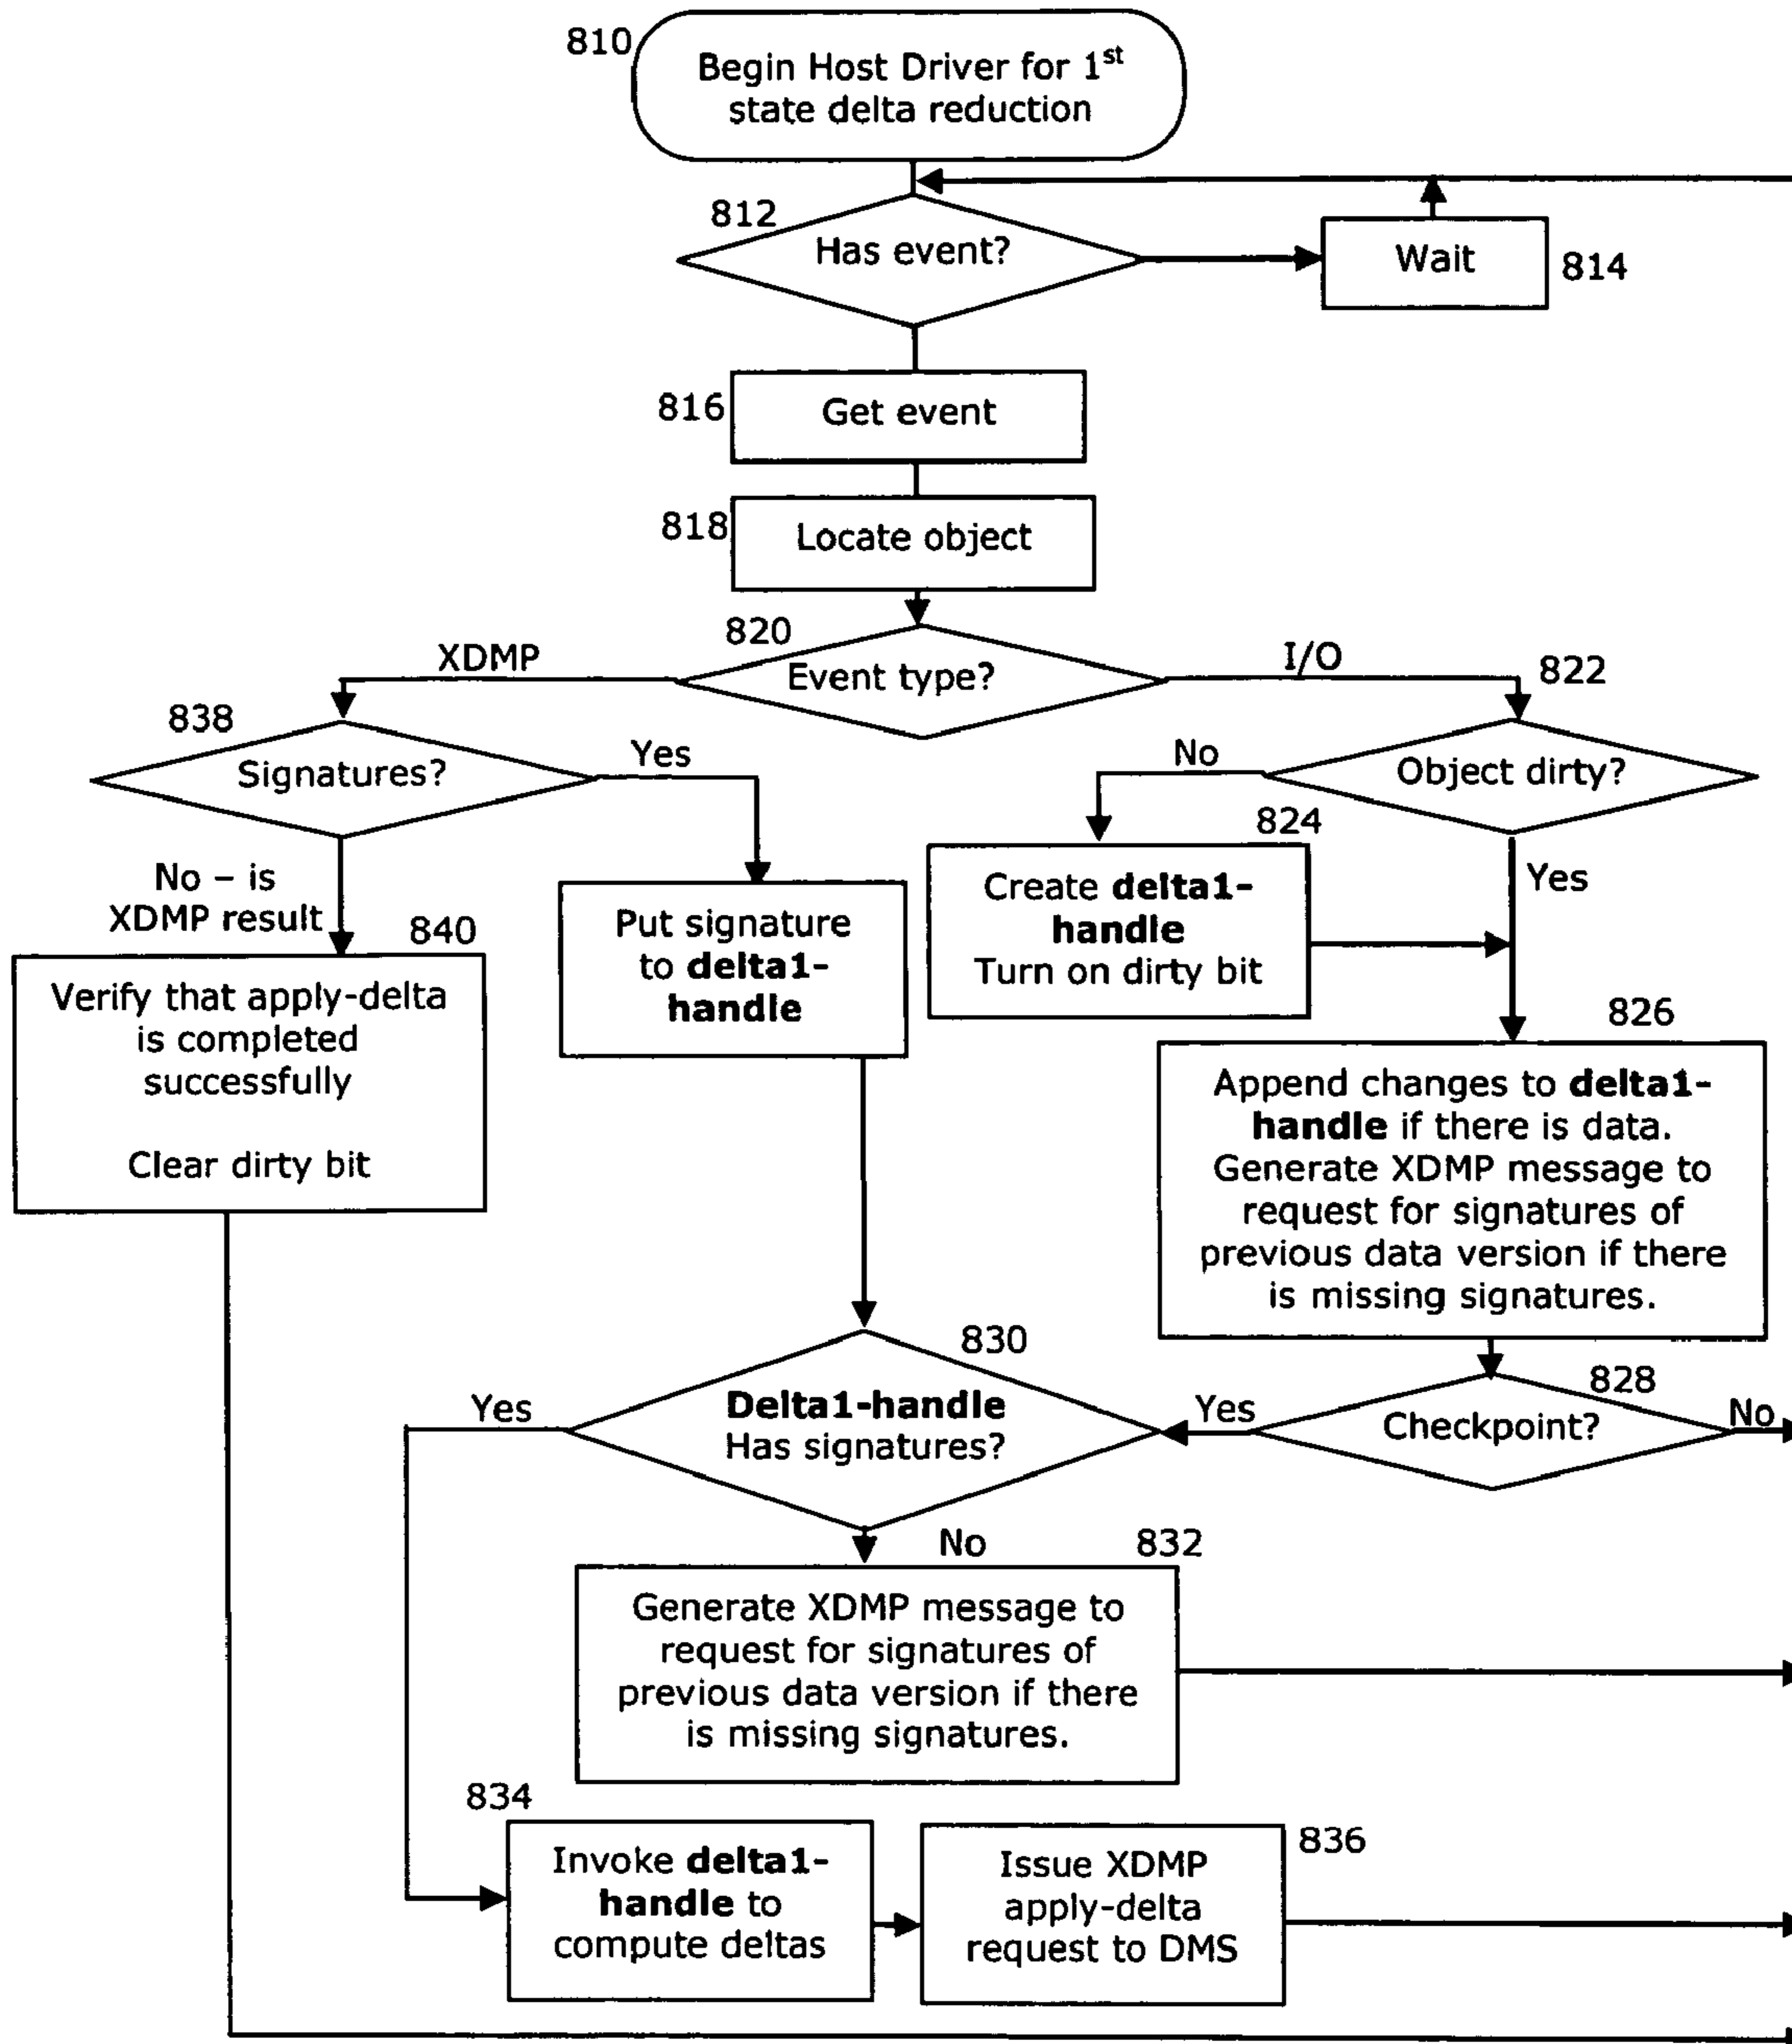 810
Begin Host Driver for 1st
state delta reduction
812
Has event?
Wait
814
816
Get event
818
Locate object
820
Event type?
XDMP
I/O
822
838
Signatures?
Yes
No
Object dirty?
824
No – is
XDMP result
840
Put signature
to delta1-
handle
Create delta1-
handle
Turn on dirty bit
Yes
Verify that apply-delta
is completed
successfully
Clear dirty bit
826
Append changes to delta1-
handle if there is data.
Generate XDMP message to
request for signatures of
previous data version if there
is missing signatures.
830
Yes
Delta1-handle
Has signatures?
Yes
828
Checkpoint?
No
No
832
Generate XDMP message to
request for signatures of
previous data version if there
is missing signatures.
834
Invoke delta1-
handle to
compute deltas
836
Issue XDMP
apply-delta
request to DMS